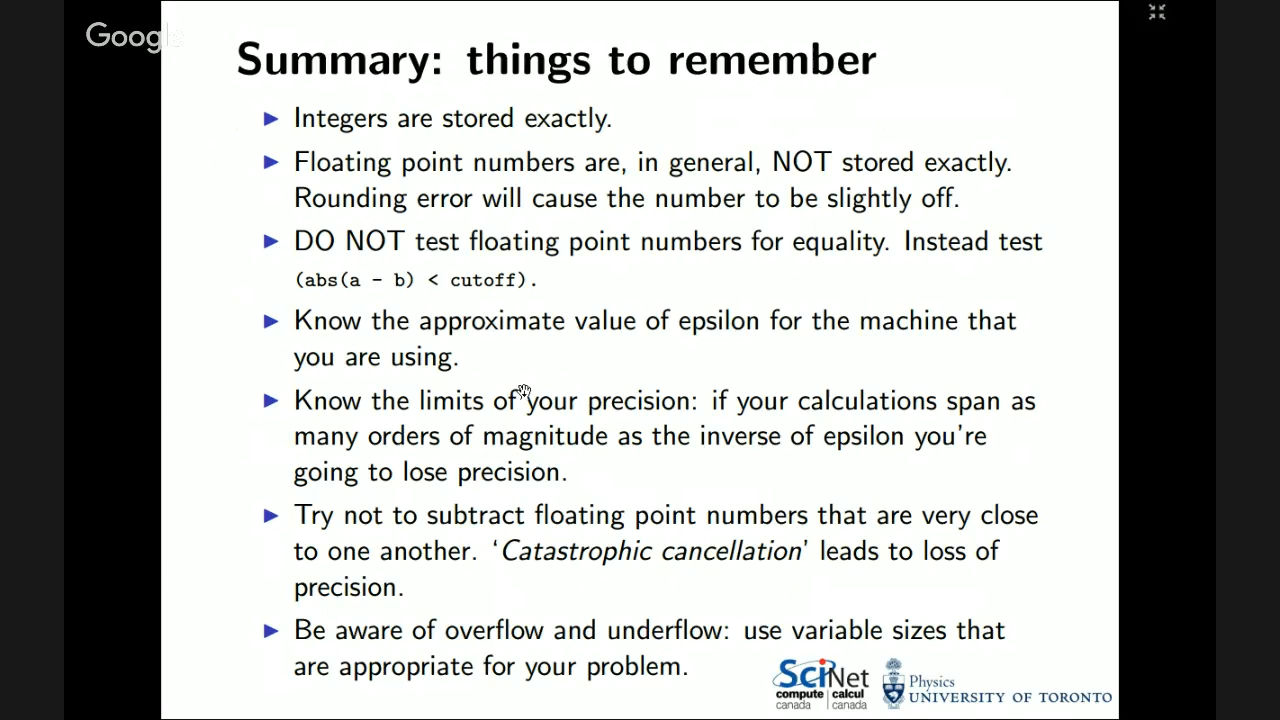 Google
Summary: things to remember
▶ Integers are stored exactly.
▶ Floating point numbers are, in general, NOT stored exactly.
Rounding error will cause the number to be slightly off.
▶ DO NOT test floating point numbers for equality. Instead test
(abs(a - b) < cutoff).
▶ Know the approximate value of epsilon for the machine that
you are using.
▶ Know the limits of your precision: if your calculations span as
many orders of magnitude as the inverse of epsilon you're
going to lose precision.
▶ Try not to subtract floating point numbers that are very close
to one another. ‘Catastrophic cancellation’ leads to loss of
precision.
▶ Be aware of overflow and underflow: use variable sizes that
are appropriate for your problem.
SciNet
compute | calcul
canada | canada
Physics
UNIVERSITY OF TORONTO